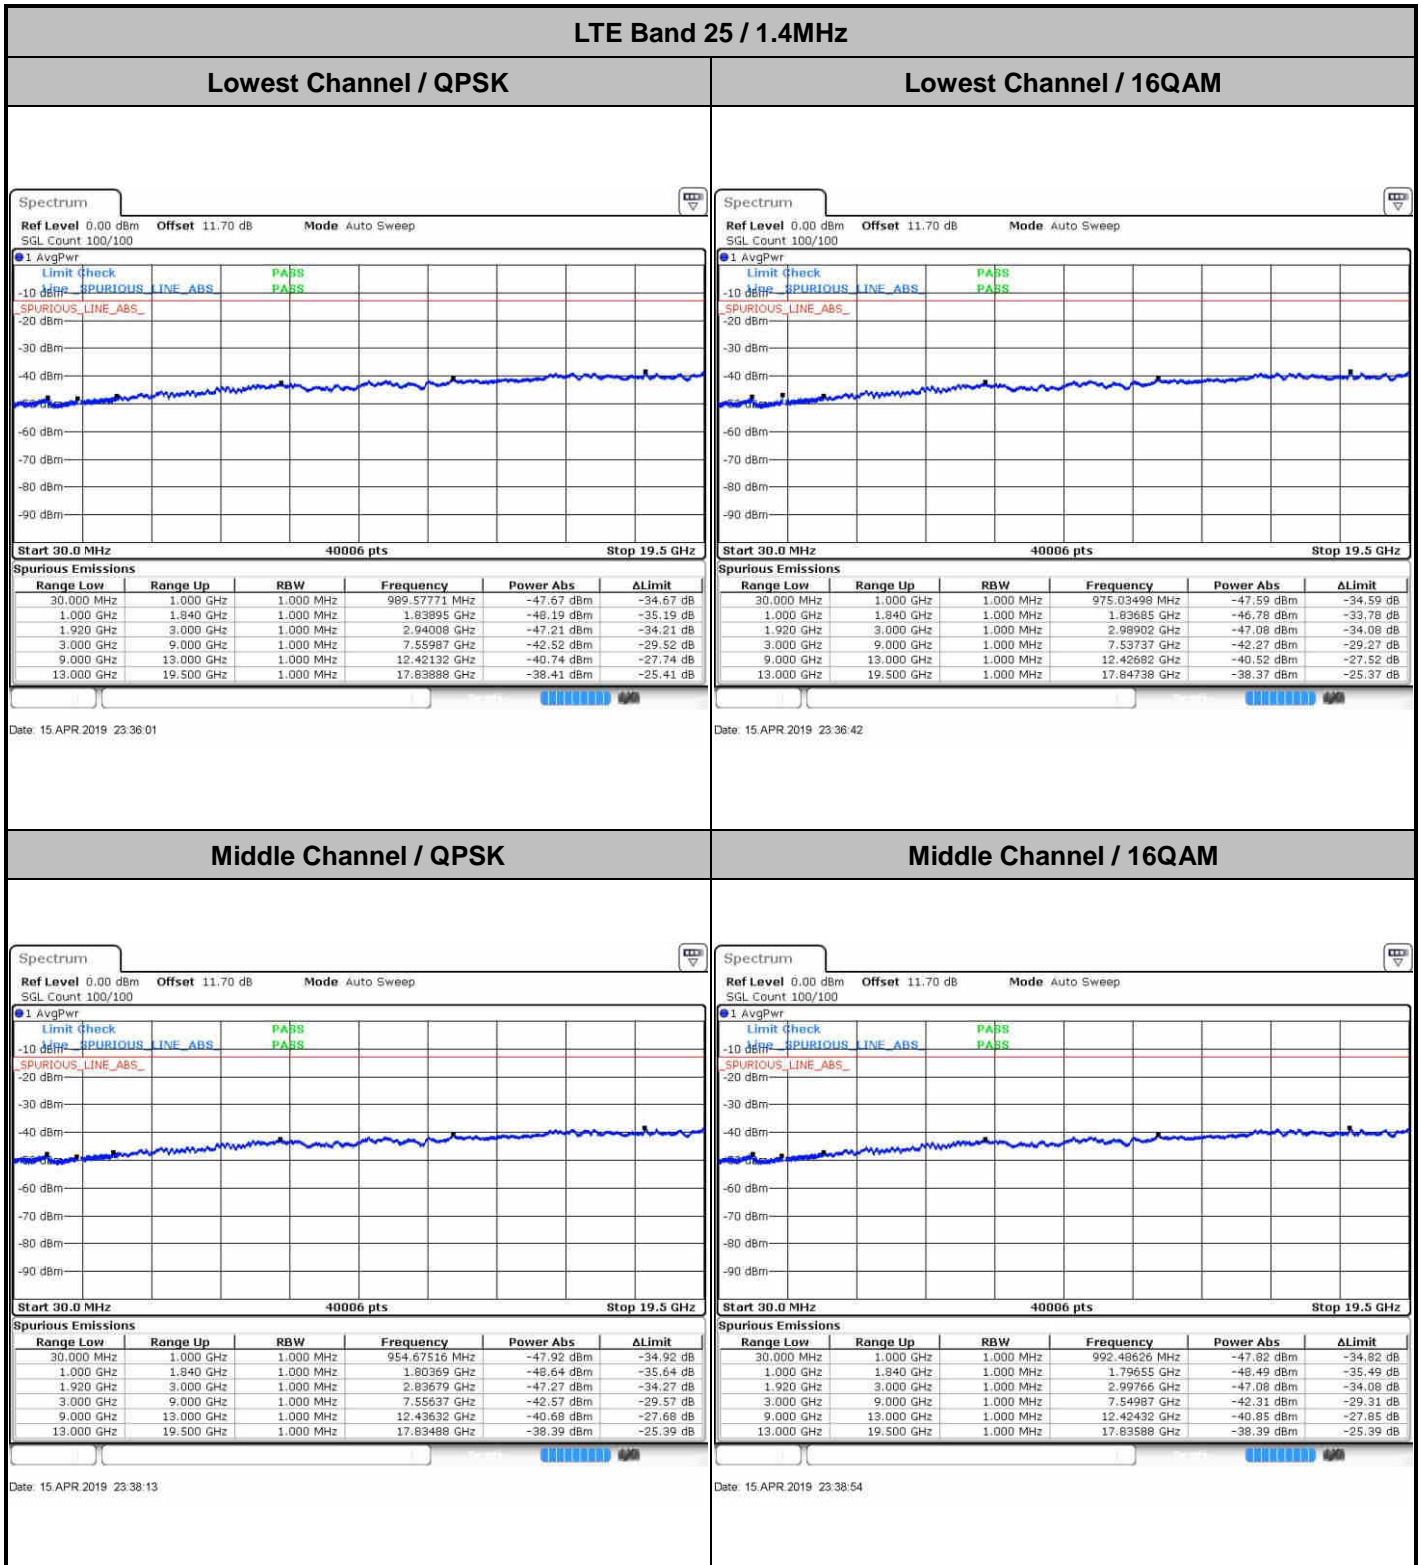 LTE Band 25 / 1.4MHz
Lowest Channel / QPSK
Lowest Channel / 16QAM
Spectrum
Ref Level 0.00 dBm Offset 11.70 dB Mode Auto Sweep
SGL Count 100/100
1 AvgPwr
Limit Check PASS
Line _SPURIOUS_LINE_ABS_ PASS
-10 dBm
_SPURIOUS_LINE_ABS_
-20 dBm
-30 dBm
-40 dBm
-60 dBm
-70 dBm
-80 dBm
-90 dBm
Start 30.0 MHz 40006 pts Stop 19.5 GHz
Spurious Emissions
Range Low Range Up RBW Frequency Power Abs ΔLimit
30.000 MHz 1.000 GHz 1.000 MHz 989.57771 MHz -47.67 dBm -34.67 dB
1.000 GHz 1.840 GHz 1.000 MHz 1.83895 GHz -48.19 dBm -35.19 dB
1.920 GHz 3.000 GHz 1.000 MHz 2.94008 GHz -47.21 dBm -34.21 dB
3.000 GHz 9.000 GHz 1.000 MHz 7.55987 GHz -42.52 dBm -29.52 dB
9.000 GHz 13.000 GHz 1.000 MHz 12.42132 GHz -40.74 dBm -27.74 dB
13.000 GHz 19.500 GHz 1.000 MHz 17.83888 GHz -38.41 dBm -25.41 dB
Date: 15.APR.2019 23:36:01
Spectrum
Ref Level 0.00 dBm Offset 11.70 dB Mode Auto Sweep
SGL Count 100/100
1 AvgPwr
Limit Check PASS
Line _SPURIOUS_LINE_ABS_ PASS
-10 dBm
_SPURIOUS_LINE_ABS_
-20 dBm
-30 dBm
-40 dBm
-60 dBm
-70 dBm
-80 dBm
-90 dBm
Start 30.0 MHz 40006 pts Stop 19.5 GHz
Spurious Emissions
Range Low Range Up RBW Frequency Power Abs ΔLimit
30.000 MHz 1.000 GHz 1.000 MHz 975.03498 MHz -47.59 dBm -34.59 dB
1.000 GHz 1.840 GHz 1.000 MHz 1.83685 GHz -46.78 dBm -33.78 dB
1.920 GHz 3.000 GHz 1.000 MHz 2.98902 GHz -47.08 dBm -34.08 dB
3.000 GHz 9.000 GHz 1.000 MHz 7.53737 GHz -42.27 dBm -29.27 dB
9.000 GHz 13.000 GHz 1.000 MHz 12.42682 GHz -40.52 dBm -27.52 dB
13.000 GHz 19.500 GHz 1.000 MHz 17.84738 GHz -38.37 dBm -25.37 dB
Date: 15.APR.2019 23:36:42
Middle Channel / QPSK
Middle Channel / 16QAM
Spectrum
Ref Level 0.00 dBm Offset 11.70 dB Mode Auto Sweep
SGL Count 100/100
1 AvgPwr
Limit Check PASS
Line _SPURIOUS_LINE_ABS_ PASS
-10 dBm
_SPURIOUS_LINE_ABS_
-20 dBm
-30 dBm
-40 dBm
-60 dBm
-70 dBm
-80 dBm
-90 dBm
Start 30.0 MHz 40006 pts Stop 19.5 GHz
Spurious Emissions
Range Low Range Up RBW Frequency Power Abs ΔLimit
30.000 MHz 1.000 GHz 1.000 MHz 954.67516 MHz -47.92 dBm -34.92 dB
1.000 GHz 1.840 GHz 1.000 MHz 1.80369 GHz -48.64 dBm -35.64 dB
1.920 GHz 3.000 GHz 1.000 MHz 2.83679 GHz -47.27 dBm -34.27 dB
3.000 GHz 9.000 GHz 1.000 MHz 7.55637 GHz -42.57 dBm -29.57 dB
9.000 GHz 13.000 GHz 1.000 MHz 12.43632 GHz -40.68 dBm -27.68 dB
13.000 GHz 19.500 GHz 1.000 MHz 17.83488 GHz -38.39 dBm -25.39 dB
Date: 15.APR.2019 23:38:13
Spectrum
Ref Level 0.00 dBm Offset 11.70 dB Mode Auto Sweep
SGL Count 100/100
1 AvgPwr
Limit Check PASS
Line _SPURIOUS_LINE_ABS_ PASS
-10 dBm
_SPURIOUS_LINE_ABS_
-20 dBm
-30 dBm
-40 dBm
-60 dBm
-70 dBm
-80 dBm
-90 dBm
Start 30.0 MHz 40006 pts Stop 19.5 GHz
Spurious Emissions
Range Low Range Up RBW Frequency Power Abs ΔLimit
30.000 MHz 1.000 GHz 1.000 MHz 992.48626 MHz -47.82 dBm -34.82 dB
1.000 GHz 1.840 GHz 1.000 MHz 1.79655 GHz -48.49 dBm -35.49 dB
1.920 GHz 3.000 GHz 1.000 MHz 2.99766 GHz -47.08 dBm -34.08 dB
3.000 GHz 9.000 GHz 1.000 MHz 7.54987 GHz -42.31 dBm -29.31 dB
9.000 GHz 13.000 GHz 1.000 MHz 12.42432 GHz -40.85 dBm -27.85 dB
13.000 GHz 19.500 GHz 1.000 MHz 17.83588 GHz -38.39 dBm -25.39 dB
Date: 15.APR.2019 23:38:54